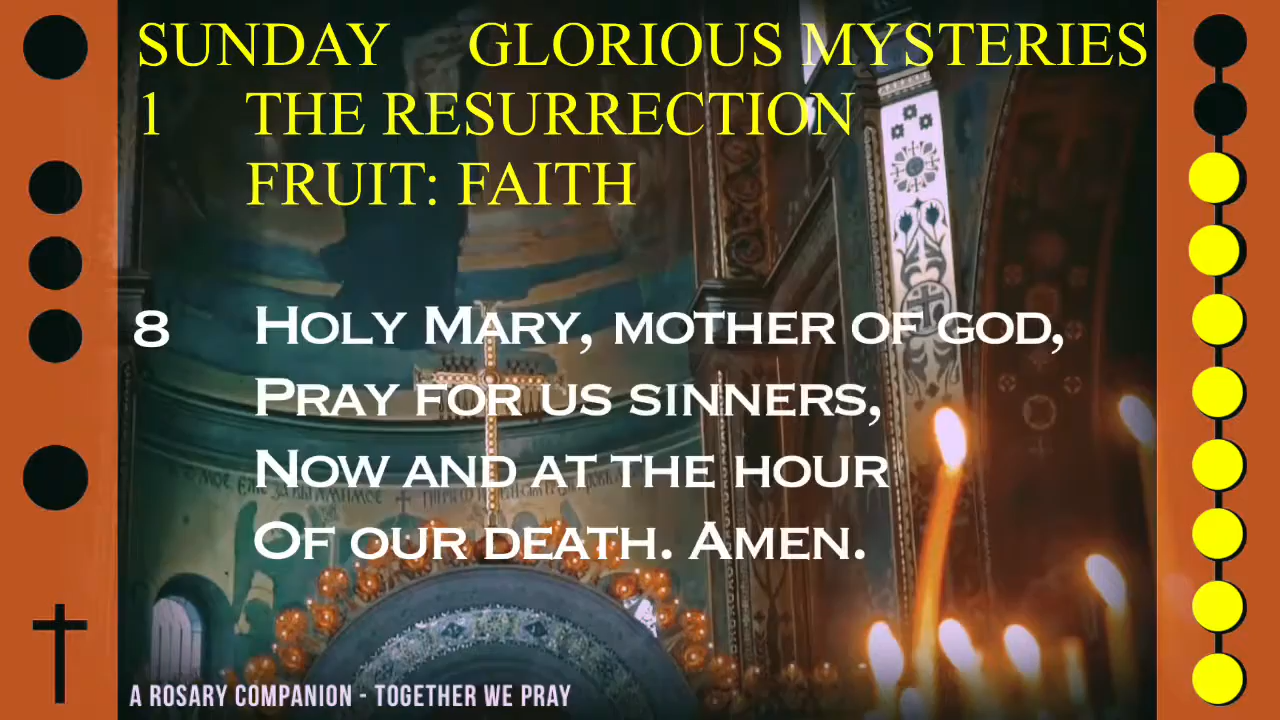 SUNDAY GLORIOUS MYSTERIES
1 THE RESURRECTION
FRUIT: FAITH
8 HOLY MARY, MOTHER OF GOD,
PRAY FOR US SINNERS,
NOW AND AT THE HOUR
OF OUR DEATH. AMEN.
A ROSARY COMPANION - TOGETHER WE PRAY